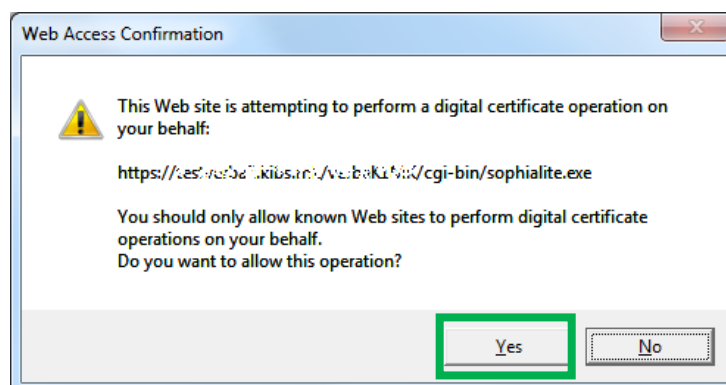 Web Access Confirmation
This Web site is attempting to perform a digital certificate operation on
your behalf:
https:// /cgi-bin/sophialite.exe
You should only allow known Web sites to perform digital certificate
operations on your behalf.
Do you want to allow this operation?
Yes
No